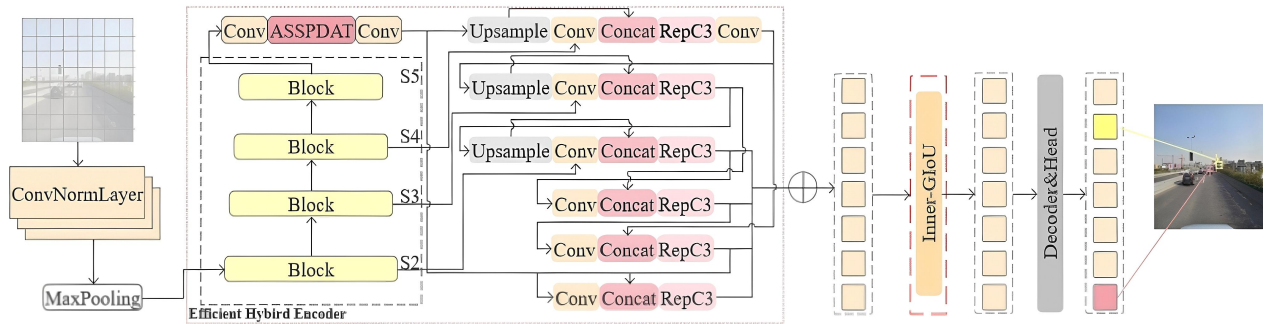 Conv ASSPDAT Conv
Upsample Conv Concat RepC3 Conv
S5
Block
Upsample Conv Concat RepC3
S4
Block
Upsample Conv Concat RepC3
ConvNormLayer
S3
Block
Conv Concat RepC3
Conv Concat RepC3
S2
Block
MaxPooling
Conv Concat RepC3
Efficient Hybird Encoder
Inner-GIoU
Decoder&Head